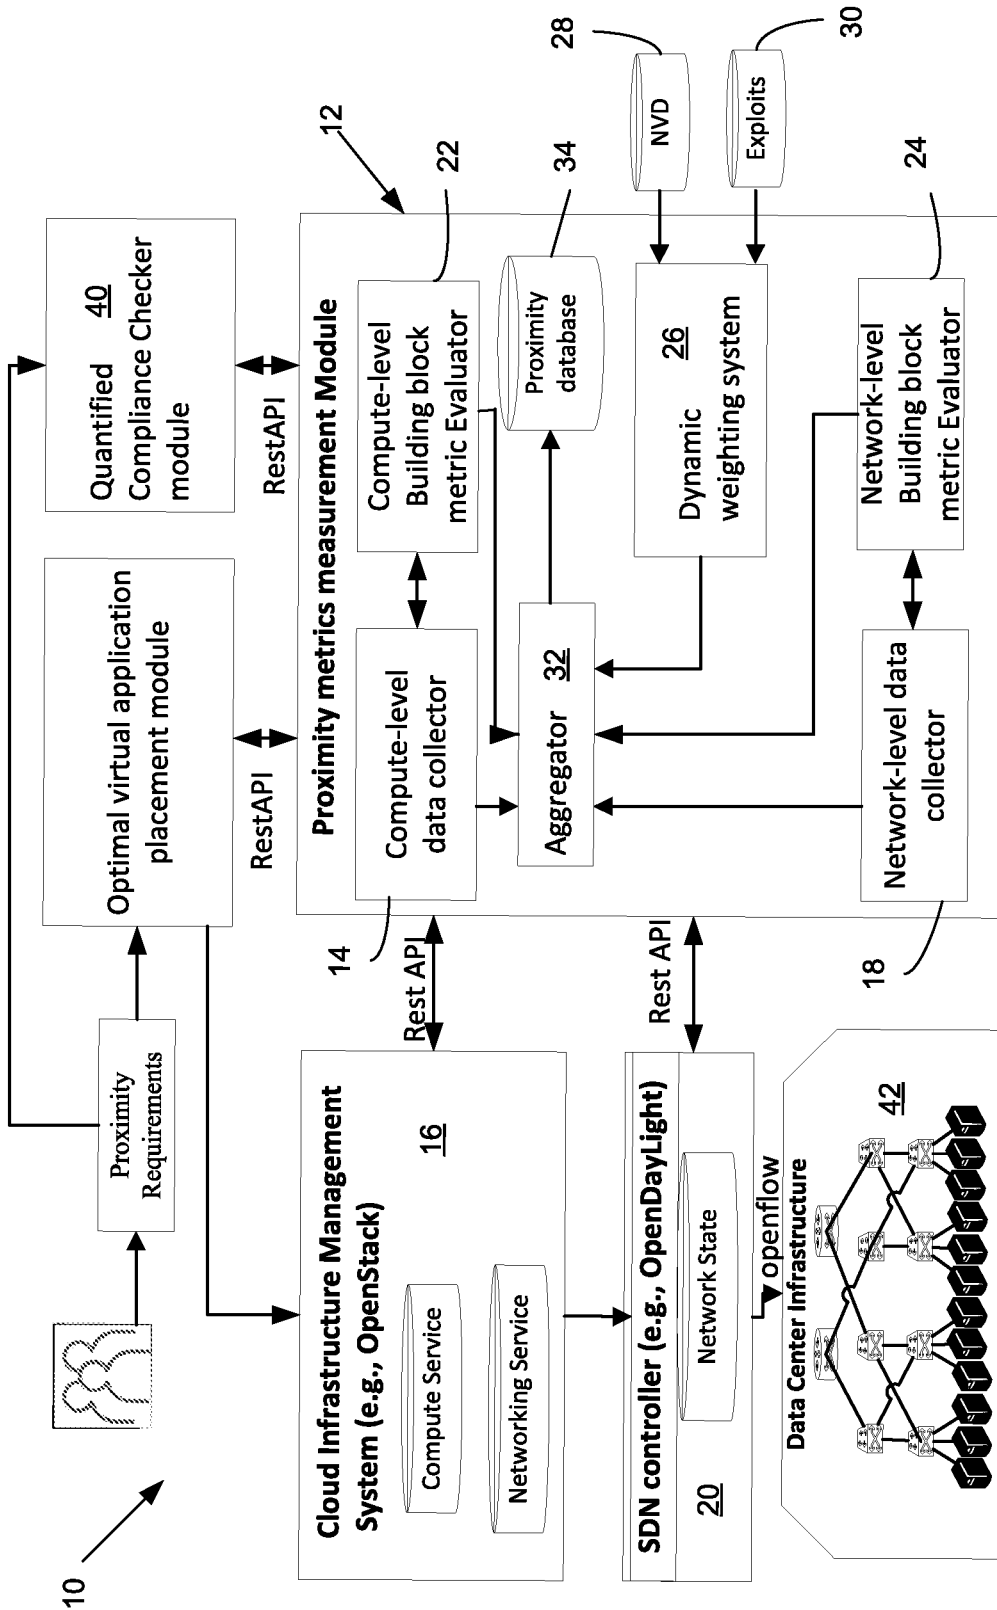 10
Proximity
Requirements
Optimal virtual application
placement module
Quantified
40
Compliance Checker
module
RestAPI
RestAPI
12
Cloud Infrastructure Management
System (e.g., OpenStack)
16
Compute Service
Networking Service
Rest API
14
Proximity metrics measurement Module
Compute-level
data collector
Compute-level
Building block
metric Evaluator
22
Aggregator
32
Proximity
database
34
Dynamic
26
weighting system
NVD
28
Exploits
30
SDN controller (e.g., OpenDayLight)
Network State
20
Rest API
openflow
Data Center Infrastructure
42
18
Network-level data
collector
Network-level
Building block
metric Evaluator
24